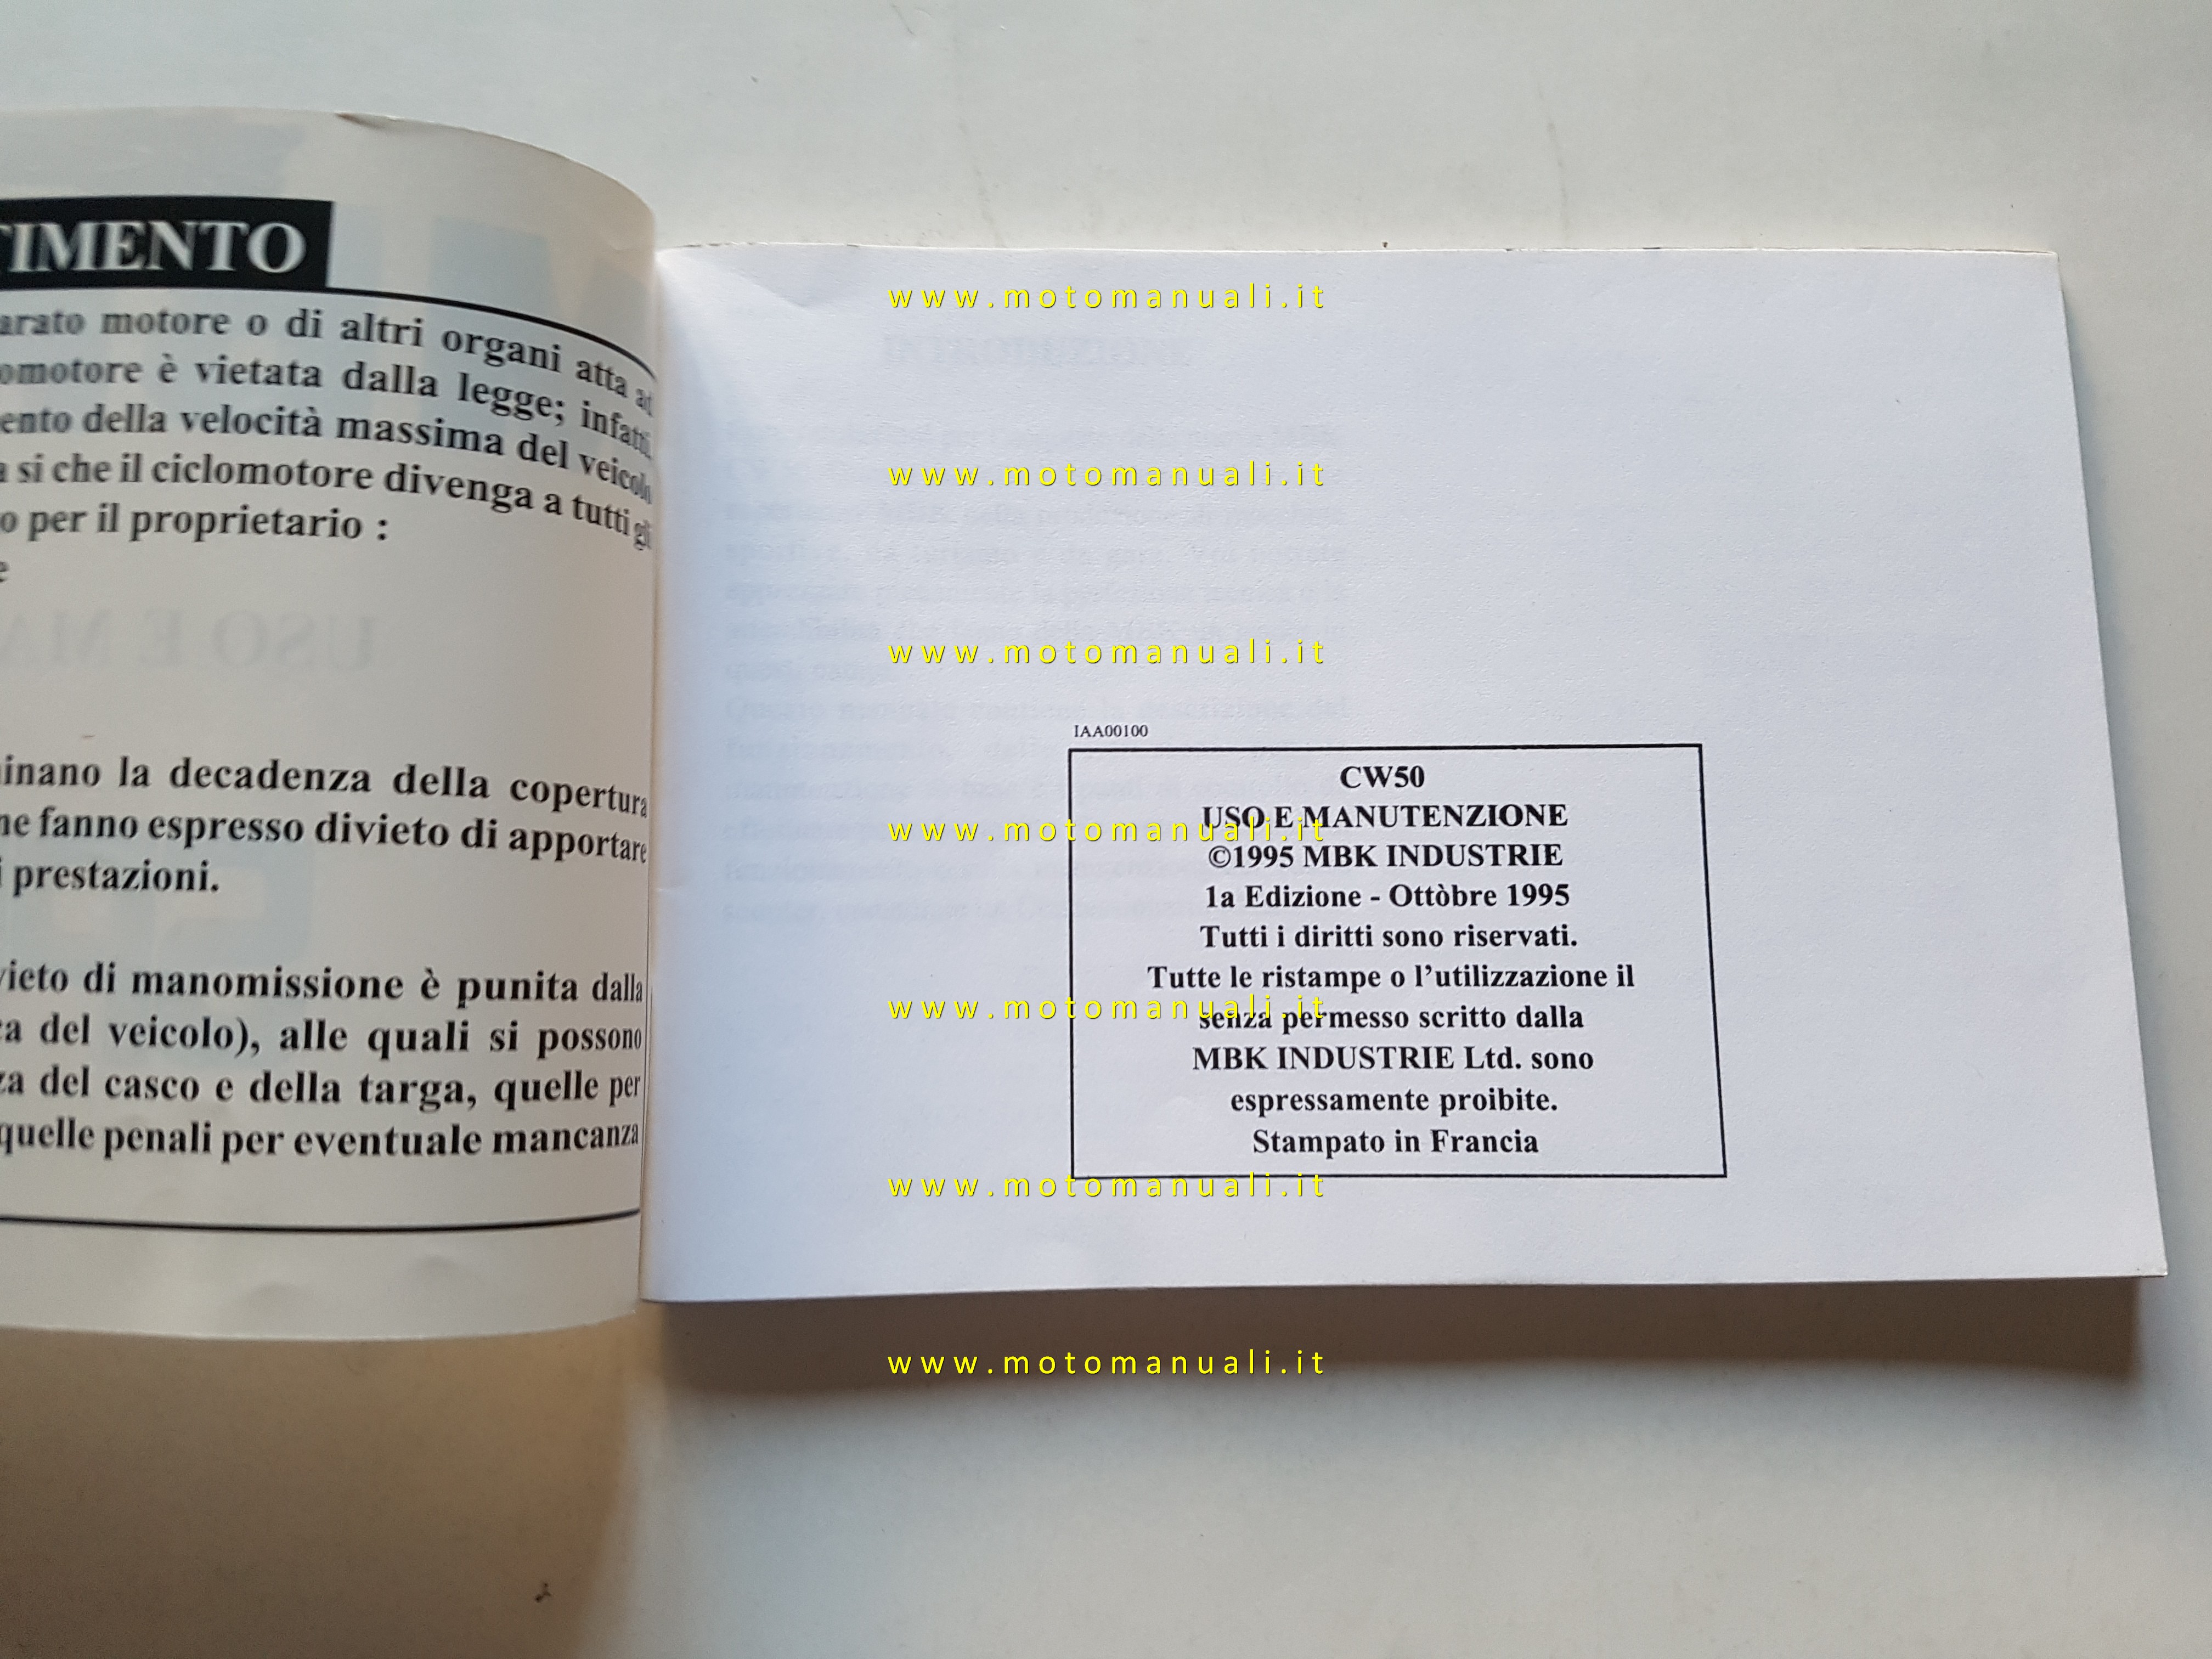 TIMENTO
arato motore o di altri organi atta ad
omotore è vietata dalla legge; infatti,
ento della velocità massima del veicolo
si che il ciclomotore divenga a tutti gli
o per il proprietario :
e
inano la decadenza della copertura
ne fanno espresso divieto di apportare
i prestazioni.
vieto di manomissione è punita dalla
ca del veicolo), alle quali si possono
za del casco e della targa, quelle per
quelle penali per eventuale mancanza
USO E MA
www.motomanuali.it
www.motomanuali.it
www.motomanuali.it
IAA00100
CW50
USO E MANUTENZIONE
www.motomanuali.it
©1995 MBK INDUSTRIE
1a Edizione - Ottòbre 1995
Tutti i diritti sono riservati.
Tutte le ristampe o l’utilizzazione il
www.motomanuali.it
senza permesso scritto dalla
MBK INDUSTRIE Ltd. sono
espressamente proibite.
Stampato in Francia
www.motomanuali.it
www.motomanuali.it